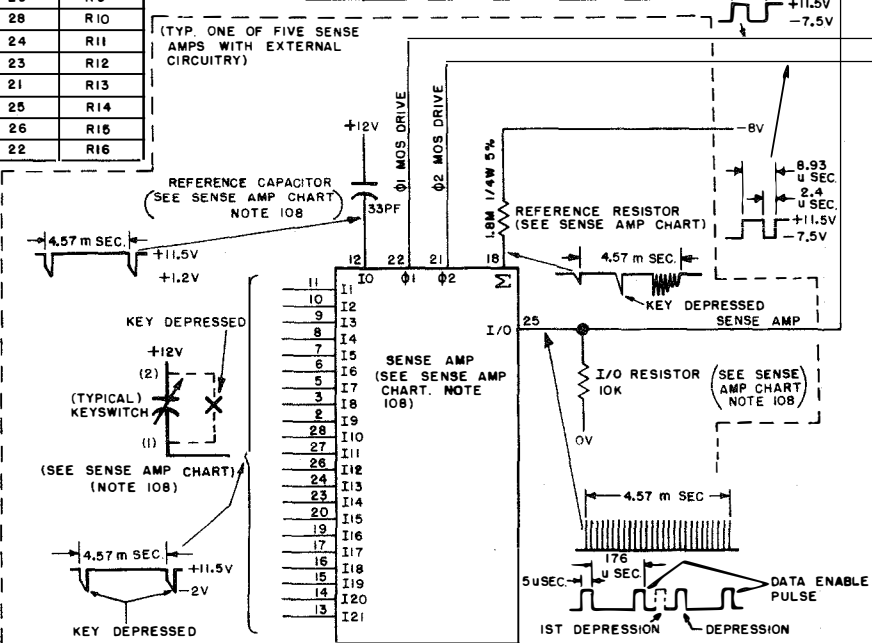 28 R10
24 R11
23 R12
21 R13
25 R14
26 R15
22 R16
(TYP. ONE OF FIVE SENSE
AMPS WITH EXTERNAL
CIRCUITRY)
+11.5V
-7.5V
+12V
Φ1 MOS DRIVE
Φ2 MOS DRIVE
1.8M 1/4W 5%
-8V
8.93
u SEC.
2.4
u SEC.
+11.5V
-7.5V
REFERENCE CAPACITOR
(SEE SENSE AMP CHART
NOTE 108)
33PF
REFERENCE RESISTOR
(SEE SENSE AMP CHART)
4.57 m SEC.
+11.5V
+1.2V
4.57 m SEC.
KEY DEPRESSED
SENSE AMP
12 22 21 18
I0 Φ1 Φ2 Σ
11 I1
10 I2
9 I3
8 I4
7 I5
6 I6
5 I7
3 I8
2 I9
28 I10
27 I11
26 I12
24 I13
23 I14
20 I15
19 I16
17 I17
16 I18
15 I19
14 I20
13 I21
I/O 25
SENSE AMP
(SEE SENSE AMP
CHART. NOTE
108)
KEY DEPRESSED
+12V
(2)
(TYPICAL)
KEYSWITCH
(1)
(SEE SENSE AMP CHART)
(NOTE 108)
4.57 m SEC.
+11.5V
-2V
KEY DEPRESSED
I/O RESISTOR
10K
(SEE SENSE
AMP CHART
NOTE 108)
0V
4.57 m SEC
176
u SEC.
5uSEC.
DATA ENABLE
PULSE
1ST DEPRESSION
DEPRESSION